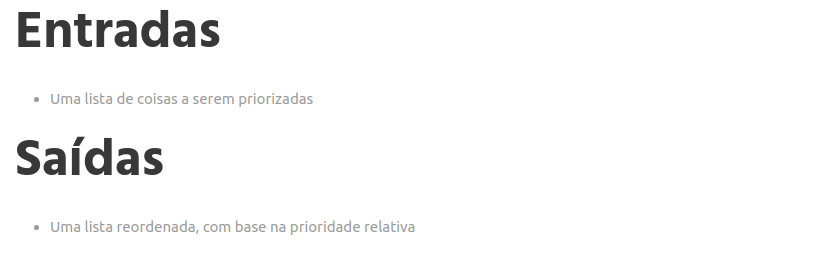 Entradas
• Uma lista de coisas a serem priorizadas
Saídas
• Uma lista reordenada, com base na prioridade relativa